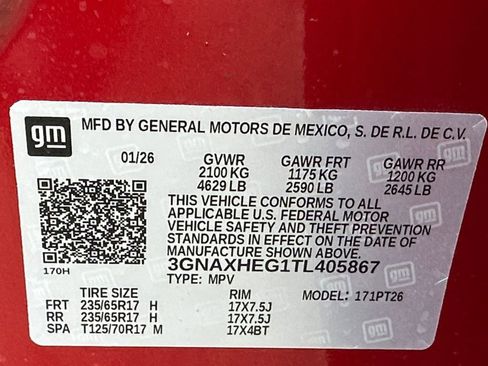 gm
MFD BY GENERAL MOTORS DE MEXICO, S. DE R.L. DE C.V.
01/26 GVWR GAWR FRT GAWR RR
2100 KG 1175 KG 1200 KG
4629 LB 2590 LB 2645 LB
THIS VEHICLE CONFORMS TO ALL
APPLICABLE U.S. FEDERAL MOTOR
VEHICLE SAFETY AND THEFT PREVENTION
STANDARDS IN EFFECT ON THE DATE OF
MANUFACTURE SHOWN ABOVE.
3GNAXHEG1TL405867
170H TYPE: MPV
TIRE SIZE RIM MODEL: 171PT26
FRT 235/65R17 H 17X7.5J
RR 235/65R17 H 17X7.5J
SPA T125/70R17 M 17X4BT